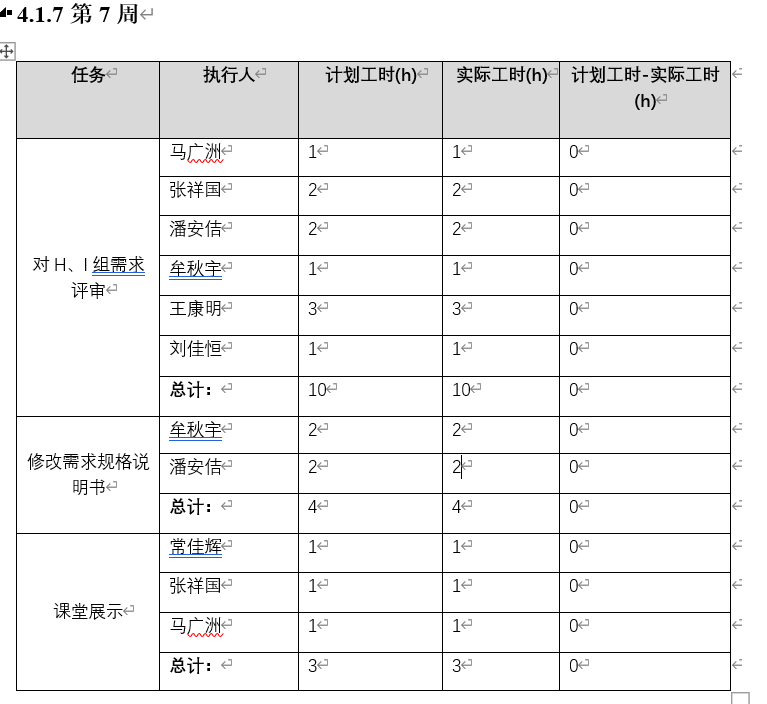 4.1.7 第 7 周
任务 执行人 计划工时(h) 实际工时(h) 计划工时-实际工时
(h)
对 H、I 组需求
评审
马广洲 1 1 0
张祥国 2 2 0
潘安佶 2 2 0
牟秋宇 1 1 0
王康明 3 3 0
刘佳恒 1 1 0
总计： 10 10 0
修改需求规格说
明书
牟秋宇 2 2 0
潘安佶 2 2 0
总计： 4 4 0
课堂展示
常佳辉 1 1 0
张祥国 1 1 0
马广洲 1 1 0
总计： 3 3 0